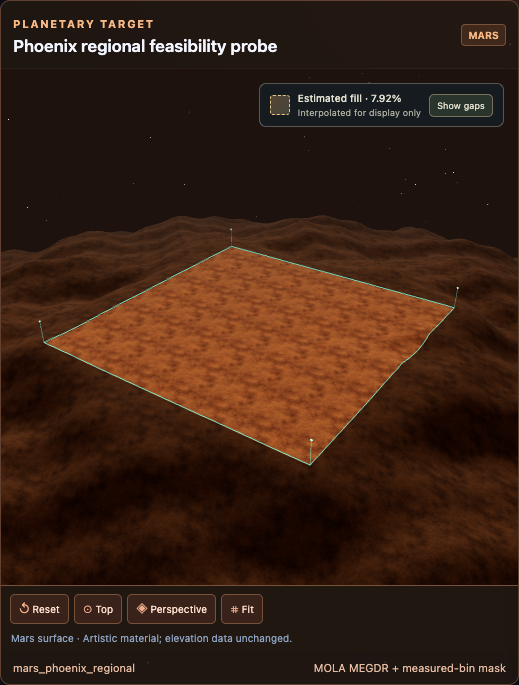 PLANETARY TARGET
Phoenix regional feasibility probe
MARS
Estimated fill · 7.92%
Interpolated for display only
Show gaps
Reset
Top
Perspective
Fit
Mars surface · Artistic material; elevation data unchanged.
mars_phoenix_regional
MOLA MEGDR + measured-bin mask